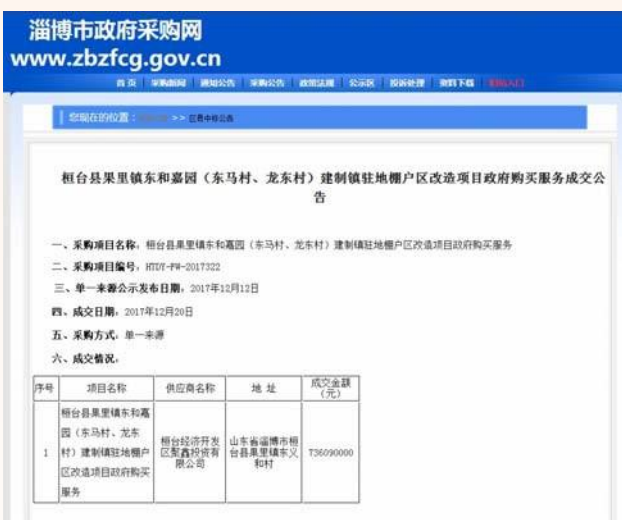 淄博市政府采购网
www.zbzfcg.gov.cn
首 页 | 采购新闻 | 通知公告 | 采购公告 | 政策法规 | 公示区 | 投诉处理 | 资料下载
您现在的位置： >> 区县中标公告
桓台县果里镇东和嘉园（东马村、龙东村）建制镇驻地棚户区改造项目政府购买服务成交公
告
一、采购项目名称：桓台县果里镇东和嘉园（东马村、龙东村）建制镇驻地棚户区改造项目政府购买服务
二、采购项目编号：HTDY-FW-2017322
三、单一来源公示发布日期：2017年12月12日
四、成交日期：2017年12月20日
五、采购方式：单一来源
六、成交情况：
序号 项目名称 供应商名称 地 址 成交金额（元）
1
桓台县果里镇东和嘉
园（东马村、龙东
村）建制镇驻地棚户
区改造项目政府购买
服务
桓台经济开发
区聚鑫投资有
限公司
山东省淄博市桓
台县果里镇东义
和村
736090000